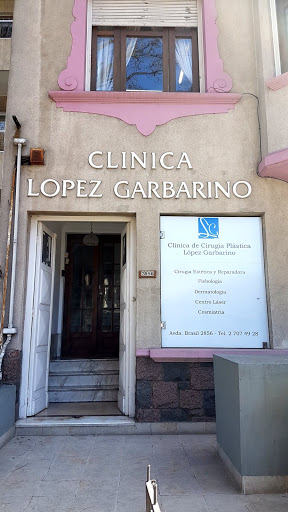 CLINICA
LOPEZ GARBARINO
Clínica de Cirugía Plástica
López Garbarino
Cirugía Estética y Reparadora
Flebología
Dermatología
Centro Láser
Cosmiatría
Avda. Brasil 2856 - Tel. 2 707 49 28